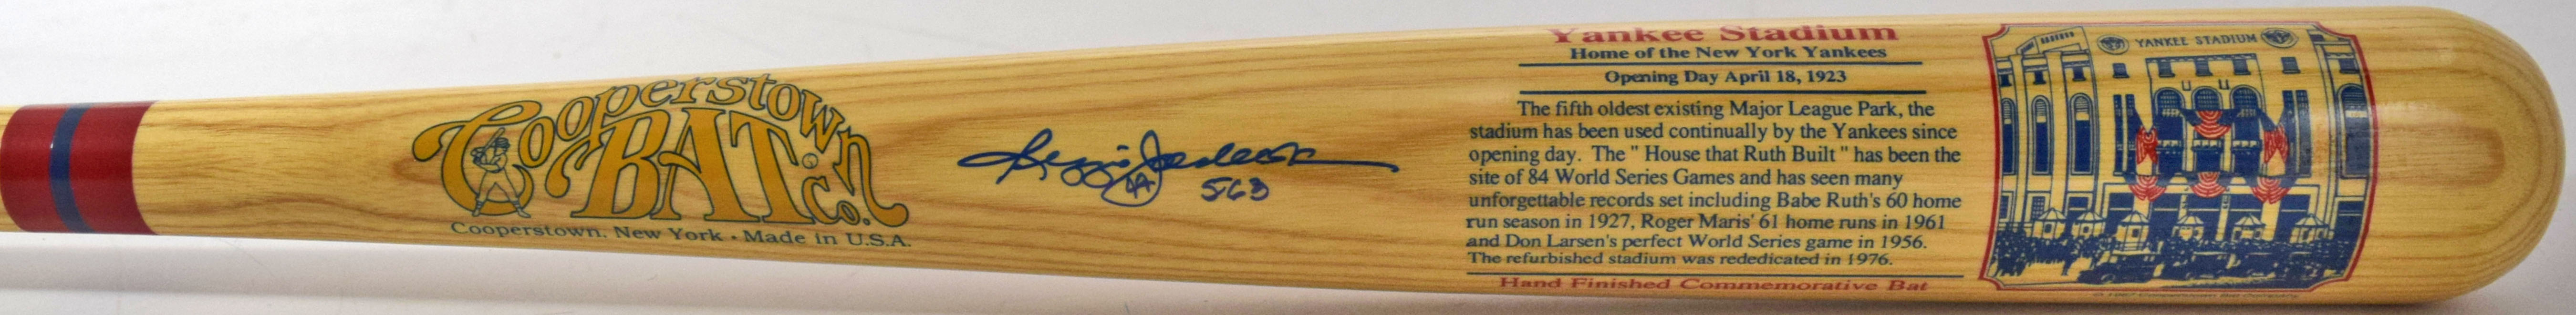 Cooperstown
BAT
Co.
Cooperstown, New York • Made in U.S.A.
Reggie Jackson
44
563
Yankee Stadium
Home of the New York Yankees
Opening Day April 18, 1923
The fifth oldest existing Major League Park, the
stadium has been used continually by the Yankees since
opening day. The " House that Ruth Built " has been the
site of 84 World Series Games and has seen many
unforgettable records set including Babe Ruth's 60 home
run season in 1927, Roger Maris' 61 home runs in 1961
and Don Larsen's perfect World Series game in 1956.
The refurbished stadium was rededicated in 1976.
Hand Finished Commemorative Bat
YANKEE STADIUM